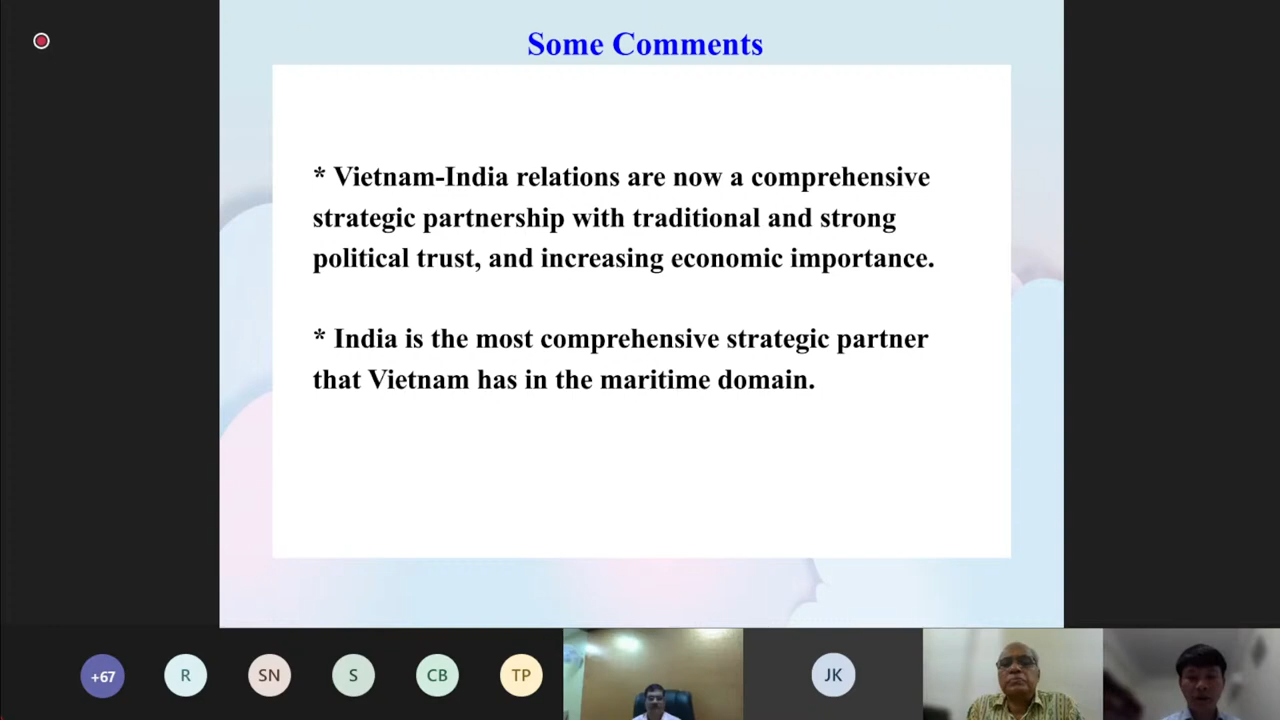 Some Comments
* Vietnam-India relations are now a comprehensive
strategic partnership with traditional and strong
political trust, and increasing economic importance.
* India is the most comprehensive strategic partner
that Vietnam has in the maritime domain.
+67
R
SN
S
CB
TP
JK